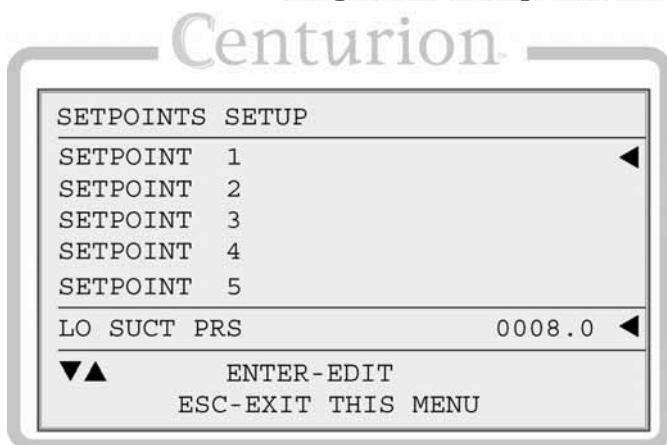 Centurion
SETPOINTS SETUP
SETPOINT 1 ◀
SETPOINT 2
SETPOINT 3
SETPOINT 4
SETPOINT 5
LO SUCT PRS 0008.0 ◀
▼▲ ENTER-EDIT
ESC-EXIT THIS MENU